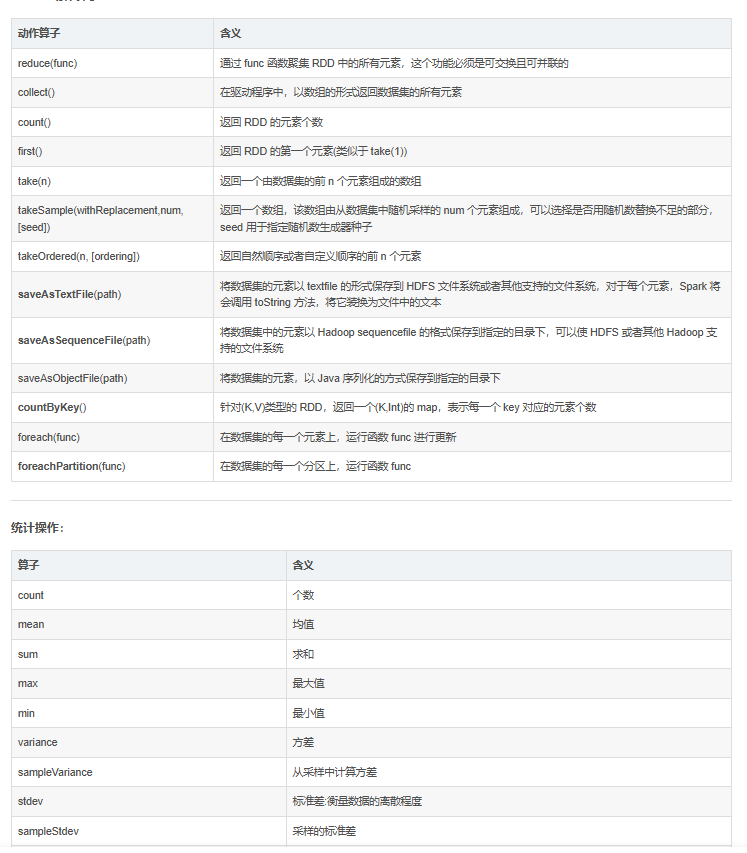 动作算子 含义
reduce(func) 通过 func 函数聚集 RDD 中的所有元素，这个功能必须是可交换且可并联的
collect() 在驱动程序中，以数组的形式返回数据集的所有元素
count() 返回 RDD 的元素个数
first() 返回 RDD 的第一个元素(类似于 take(1))
take(n) 返回一个由数据集的前 n 个元素组成的数组
takeSample(withReplacement,num,
[seed])
返回一个数组，该数组由从数据集中随机采样的 num 个元素组成，可以选择是否用随机数替换不足的部分，
seed 用于指定随机数生成器种子
takeOrdered(n, [ordering]) 返回自然顺序或者自定义顺序的前 n 个元素
saveAsTextFile(path)
将数据集的元素以 textfile 的形式保存到 HDFS 文件系统或者其他支持的文件系统，对于每个元素，Spark 将
会调用 toString 方法，将它装换为文件中的文本
saveAsSequenceFile(path)
将数据集中的元素以 Hadoop sequencefile 的格式保存到指定的目录下，可以使 HDFS 或者其他 Hadoop 支
持的文件系统
saveAsObjectFile(path) 将数据集的元素，以 Java 序列化的方式保存到指定的目录下
countByKey() 针对(K,V)类型的 RDD，返回一个(K,Int)的 map，表示每一个 key 对应的元素个数
foreach(func) 在数据集的每一个元素上，运行函数 func 进行更新
foreachPartition(func) 在数据集的每一个分区上，运行函数 func
统计操作：
算子 含义
count 个数
mean 均值
sum 求和
max 最大值
min 最小值
variance 方差
sampleVariance 从采样中计算方差
stdev 标准差:衡量数据的离散程度
sampleStdev 采样的标准差